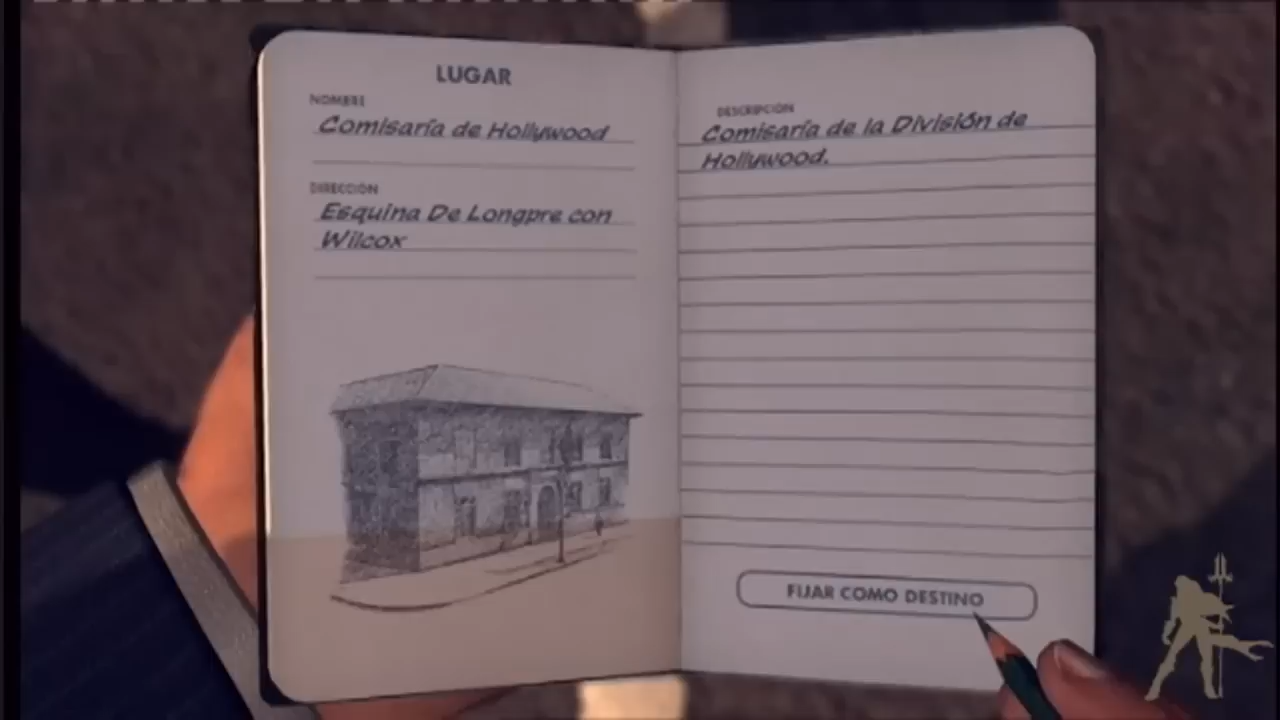 LUGAR
NOMBRE
Comisaría de Hollywood
DIRECCIÓN
Esquina De Longpre con
Wilcox
DESCRIPCIÓN
Comisaría de la División de
Hollywood.
FIJAR COMO DESTINO